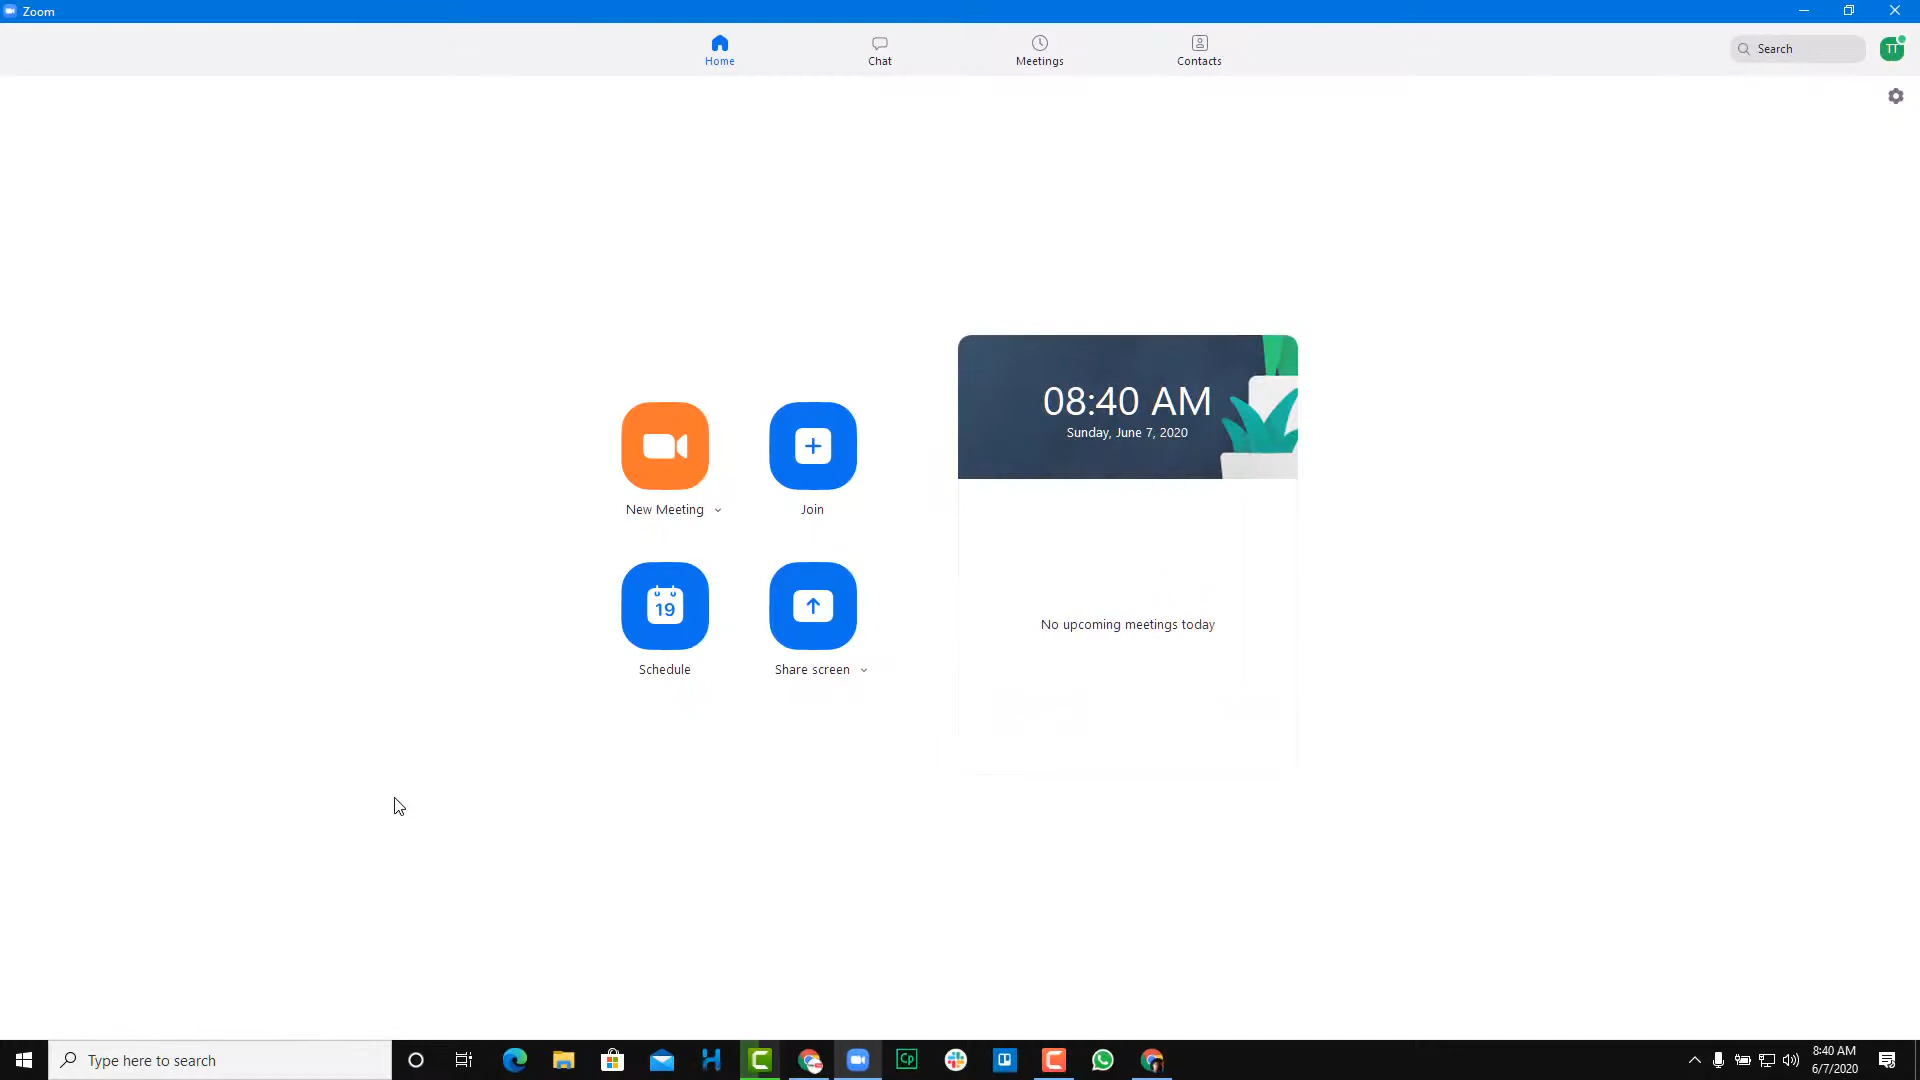 Zoom
Home
Chat
Meetings
Contacts
Search
TT
08:40 AM
Sunday, June 7, 2020
New Meeting
Join
19
Schedule
Share screen
No upcoming meetings today
Type here to search
Cp
8:40 AM
6/7/2020